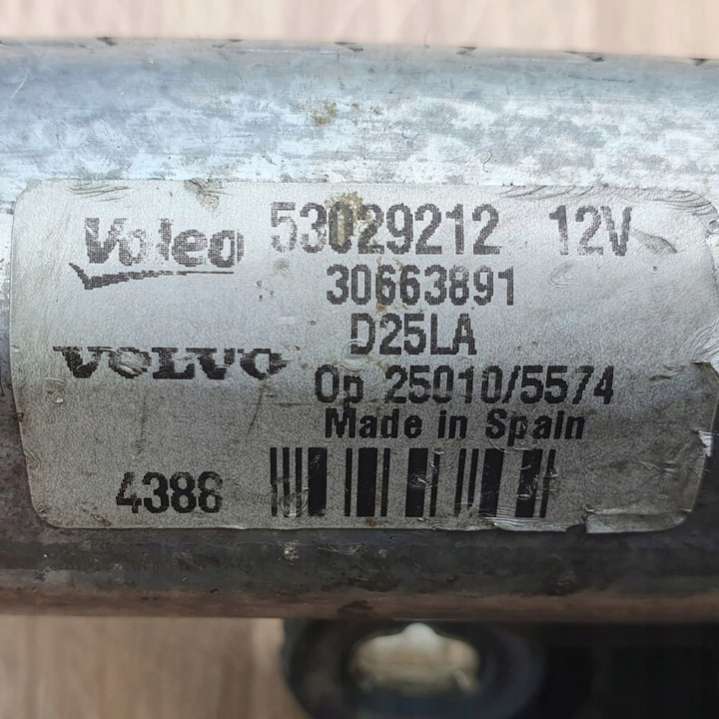 Valeo 53029212 12V
30663891
D25LA
VOLVO
Op 25010/5574
Made in Spain
4388